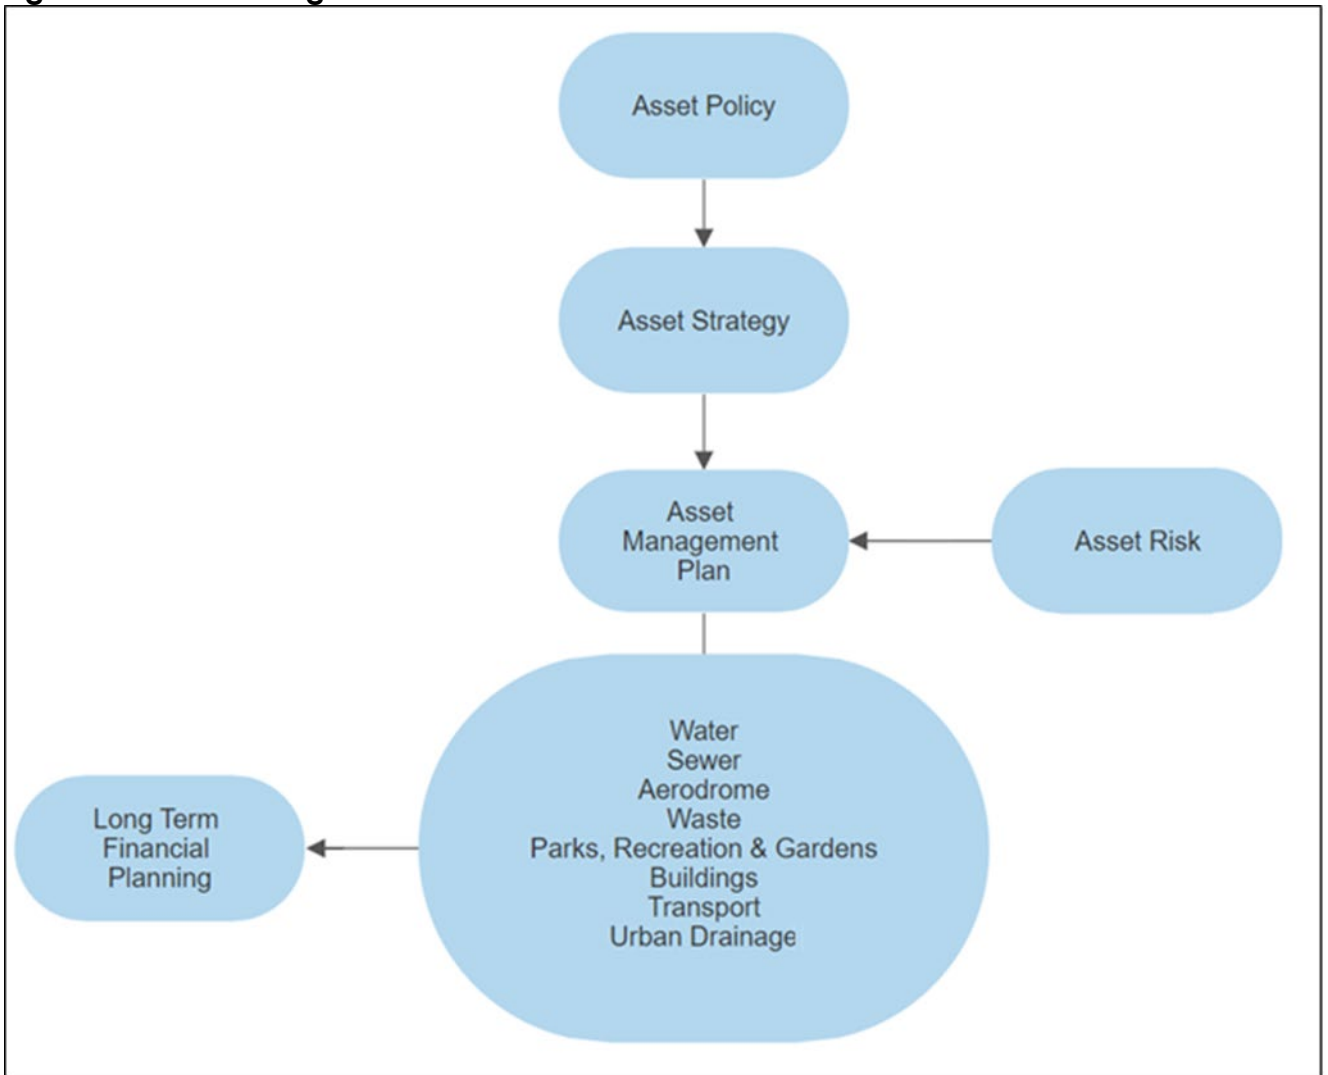 Asset Policy
Asset Strategy
Asset
Management
Plan
Asset Risk
Water
Sewer
Aerodrome
Waste
Parks, Recreation & Gardens
Buildings
Transport
Urban Drainage
Long Term
Financial
Planning